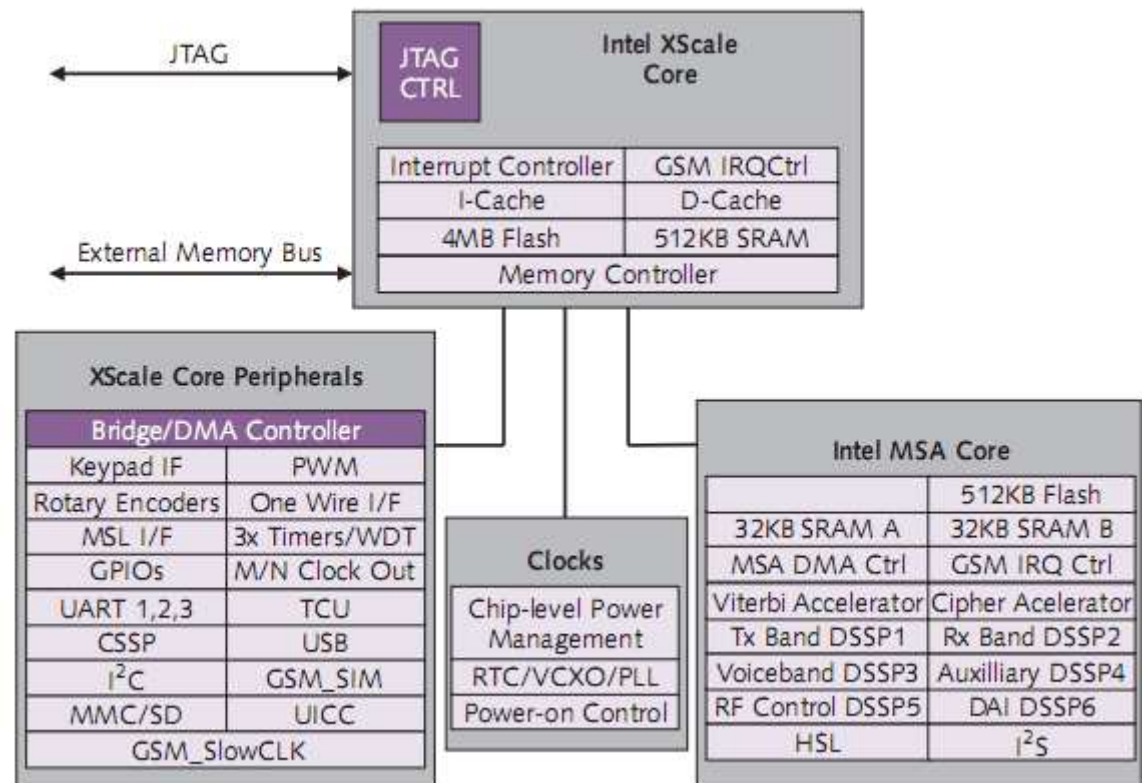 JTAG
JTAG
CTRL
Intel XScale
Core
Interrupt Controller
GSM IRQCtrl
I-Cache
D-Cache
4MB Flash
512KB SRAM
Memory Controller
External Memory Bus
XScale Core Peripherals
Bridge/DMA Controller
Keypad IF
PWM
Rotary Encoders
One Wire I/F
MSL I/F
3x Timers/WDT
GPIOs
M/N Clock Out
UART 1,2,3
TCU
CSSP
USB
I²C
GSM_SIM
MMC/SD
UICC
GSM_SlowCLK
Clocks
Chip-level Power
Management
RTC/VCXO/PLL
Power-on Control
Intel MSA Core
512KB Flash
32KB SRAM A
32KB SRAM B
MSA DMA Ctrl
GSM IRQ Ctrl
Viterbi Accelerator
Cipher Acelerator
Tx Band DSSP1
Rx Band DSSP2
Voiceband DSSP3
Auxilliary DSSP4
RF Control DSSP5
DAI DSSP6
HSL
I²S